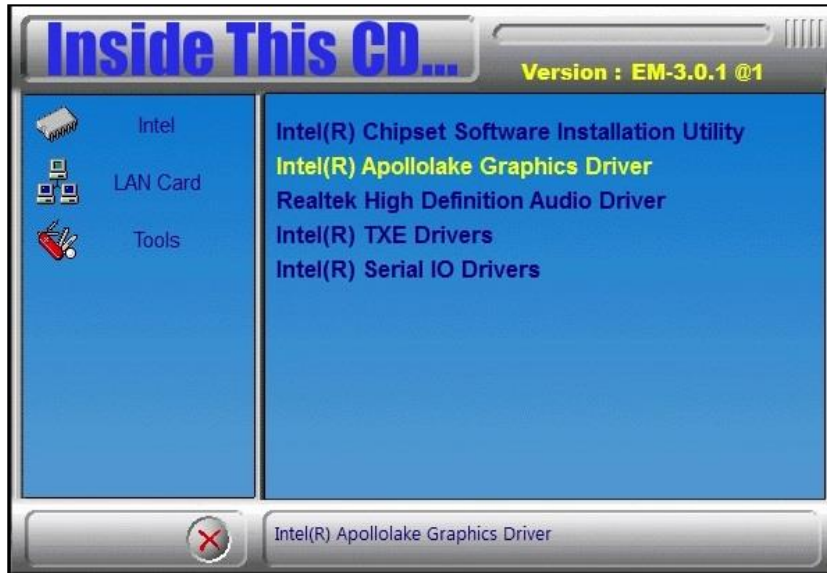 Inside This CD...
Version : EM-3.0.1 @1
Intel
LAN Card
Tools
Intel(R) Chipset Software Installation Utility
Intel(R) Apollolake Graphics Driver
Realtek High Definition Audio Driver
Intel(R) TXE Drivers
Intel(R) Serial IO Drivers
Intel(R) Apollolake Graphics Driver